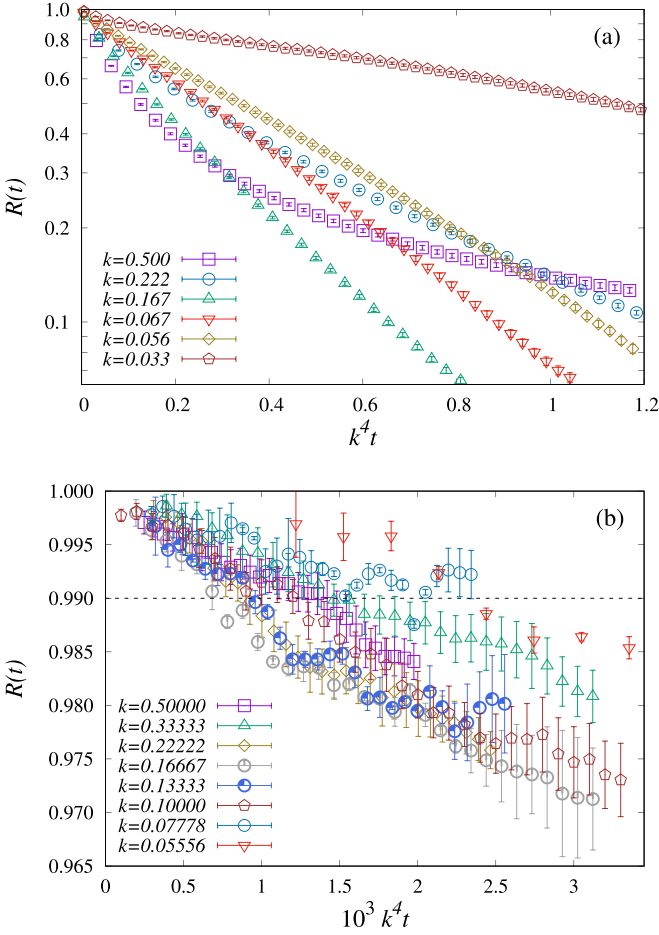 (a)
1.0
0.8
0.6
0.4
0.3
0.2
0.1
R(t)
k=0.500
k=0.222
k=0.167
k=0.067
k=0.056
k=0.033
0 0.2 0.4 0.6 0.8 1 1.2
k⁴t
(b)
1.000
0.995
0.990
0.985
0.980
0.975
0.970
0.965
R(t)
k=0.50000
k=0.33333
k=0.22222
k=0.16667
k=0.13333
k=0.10000
k=0.07778
k=0.05556
0 0.5 1 1.5 2 2.5 3
10³ k⁴t